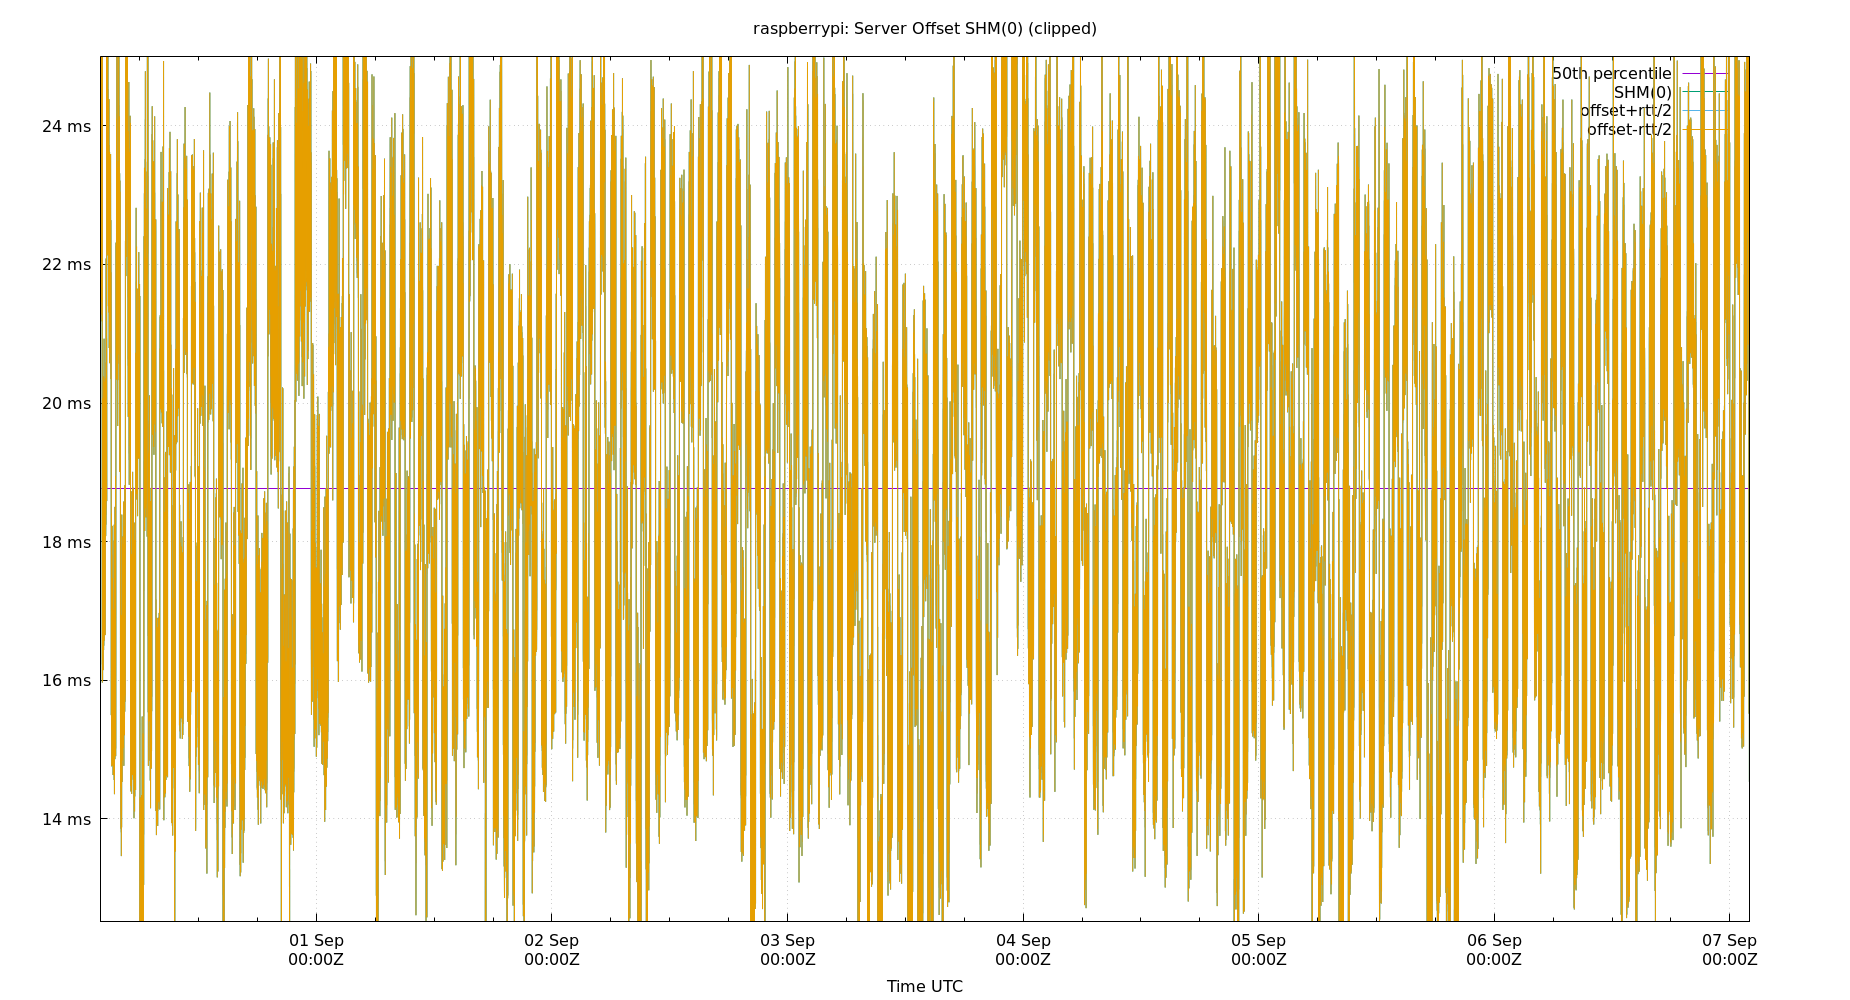 raspberrypi: Server Offset SHM(0) (clipped)
50th percentile
SHM(0)
offset+rtt/2
offset-rtt/2
24 ms
22 ms
20 ms
18 ms
16 ms
14 ms
01 Sep 02 Sep 03 Sep 04 Sep 05 Sep 06 Sep 07 Sep
00:00Z 00:00Z 00:00Z 00:00Z 00:00Z 00:00Z 00:00Z
Time UTC